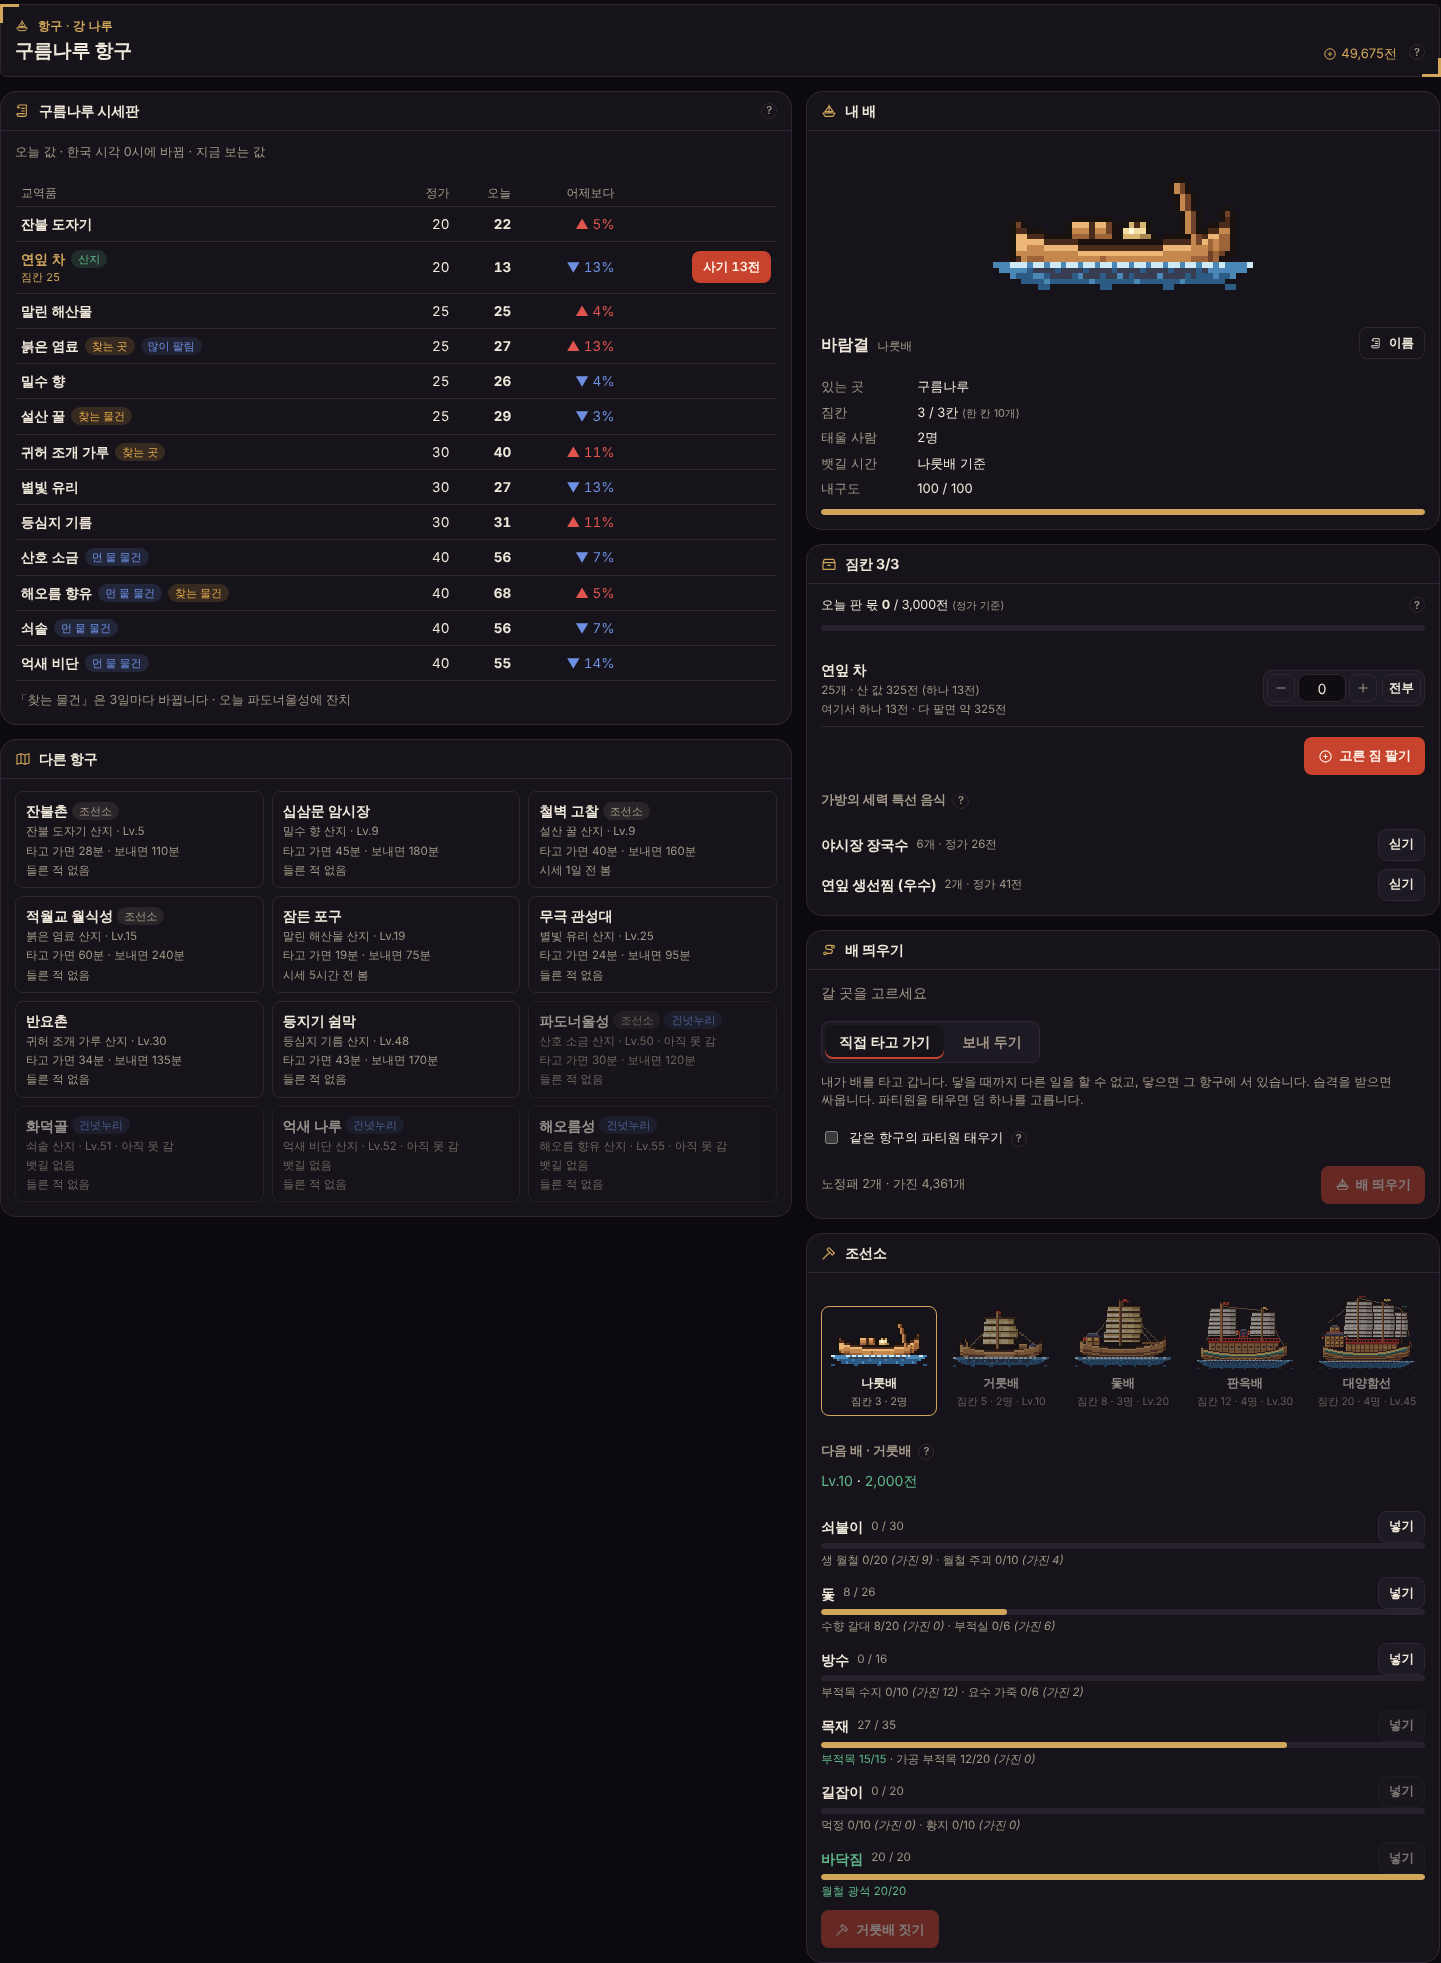 항구 · 강 나루
구름나루 항구
49,675전 ?
구름나루 시세판 ?
오늘 값 · 한국 시각 0시에 바뀜 · 지금 보는 값
교역품 정가 오늘 어제보다
잔불 도자기 20 22 ▲ 5%
연잎 차 산지 20 13 ▼ 13% 사기 13전
짐칸 25
말린 해산물 25 25 ▲ 4%
붉은 염료 찾는 곳 많이 팔림 25 27 ▲ 13%
밀수 향 25 26 ▼ 4%
설산 꿀 찾는 물건 25 29 ▼ 3%
귀허 조개 가루 찾는 곳 30 40 ▲ 11%
별빛 유리 30 27 ▼ 13%
등심지 기름 30 31 ▲ 11%
산호 소금 먼 뭍 물건 40 56 ▼ 7%
해오름 향유 먼 뭍 물건 찾는 물건 40 68 ▲ 5%
쇠솥 먼 뭍 물건 40 56 ▼ 7%
억새 비단 먼 뭍 물건 40 55 ▼ 14%
「찾는 물건」은 3일마다 바뀝니다 · 오늘 파도너울성에 잔치
다른 항구
잔불촌 조선소
잔불 도자기 산지 · Lv.5
타고 가면 28분 · 보내면 110분
들른 적 없음
십삼문 암시장
밀수 향 산지 · Lv.9
타고 가면 45분 · 보내면 180분
들른 적 없음
철벽 고찰 조선소
설산 꿀 산지 · Lv.9
타고 가면 40분 · 보내면 160분
시세 1일 전 봄
적월교 월식성 조선소
붉은 염료 산지 · Lv.15
타고 가면 60분 · 보내면 240분
들른 적 없음
잠든 포구
말린 해산물 산지 · Lv.19
타고 가면 19분 · 보내면 75분
시세 5시간 전 봄
무극 관성대
별빛 유리 산지 · Lv.25
타고 가면 24분 · 보내면 95분
들른 적 없음
반요촌
귀허 조개 가루 산지 · Lv.30
타고 가면 34분 · 보내면 135분
들른 적 없음
등지기 쉼막
등심지 기름 산지 · Lv.48
타고 가면 43분 · 보내면 170분
들른 적 없음
파도너울성 조선소 건넛누리
산호 소금 산지 · Lv.50 · 아직 못 감
타고 가면 30분 · 보내면 120분
들른 적 없음
화덕골 건넛누리
쇠솥 산지 · Lv.51 · 아직 못 감
뱃길 없음
들른 적 없음
억새 나루 건넛누리
억새 비단 산지 · Lv.52 · 아직 못 감
뱃길 없음
들른 적 없음
해오름성 건넛누리
해오름 향유 산지 · Lv.55 · 아직 못 감
뱃길 없음
들른 적 없음
내 배
바람결 나룻배 이름
있는 곳 구름나루
짐칸 3 / 3칸 (한 칸 10개)
태울 사람 2명
뱃길 시간 나룻배 기준
내구도 100 / 100
짐칸 3/3
오늘 판 몫 0 / 3,000전 (정가 기준) ?
연잎 차
25개 · 산 값 325전 (하나 13전)
여기서 하나 13전 · 다 팔면 약 325전
− 0 + 전부
고른 짐 팔기
가방의 세력 특선 음식 ?
야시장 장국수 6개 · 정가 26전 싣기
연잎 생선찜 (우수) 2개 · 정가 41전 싣기
배 띄우기
갈 곳을 고르세요
직접 타고 가기 보내 두기
내가 배를 타고 갑니다. 닿을 때까지 다른 일을 할 수 없고, 닿으면 그 항구에 서 있습니다. 습격을 받으면
싸웁니다. 파티원을 태우면 덤 하나를 고릅니다.
같은 항구의 파티원 태우기 ?
노정패 2개 · 가진 4,361개 배 띄우기
조선소
나룻배
짐칸 3 · 2명
거룻배
짐칸 5 · 2명 · Lv.10
돛배
짐칸 8 · 3명 · Lv.20
판옥배
짐칸 12 · 4명 · Lv.30
대양함선
짐칸 20 · 4명 · Lv.45
다음 배 · 거룻배 ?
Lv.10 · 2,000전
쇠붙이 0 / 30 넣기
생 월철 0/20 (가진 9) · 월철 주괴 0/10 (가진 4)
돛 8 / 26 넣기
수향 갈대 8/20 (가진 0) · 부적실 0/6 (가진 6)
방수 0 / 16 넣기
부적목 수지 0/10 (가진 12) · 요수 가죽 0/6 (가진 2)
목재 27 / 35 넣기
부적목 15/15 · 가공 부적목 12/20 (가진 0)
길잡이 0 / 20 넣기
먹정 0/10 (가진 0) · 황지 0/10 (가진 0)
바닥짐 20 / 20 넣기
월철 광석 20/20
거룻배 짓기